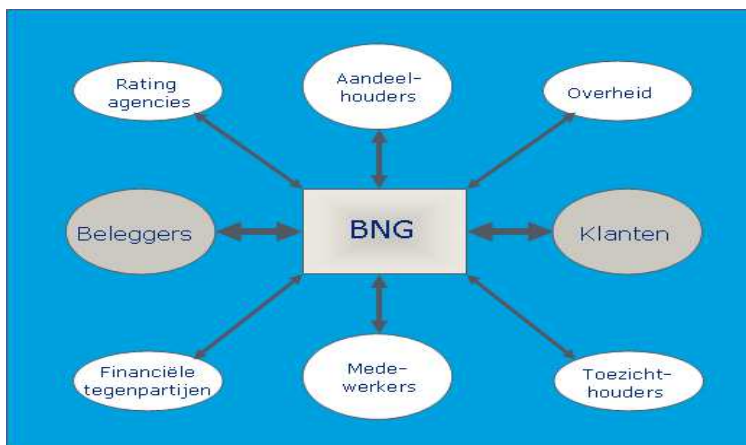 Rating
agencies
Aandeel-
houders
Overheid
Beleggers
BNG
Klanten
Financiële
tegenpartijen
Mede-
werkers
Toezicht-
houders